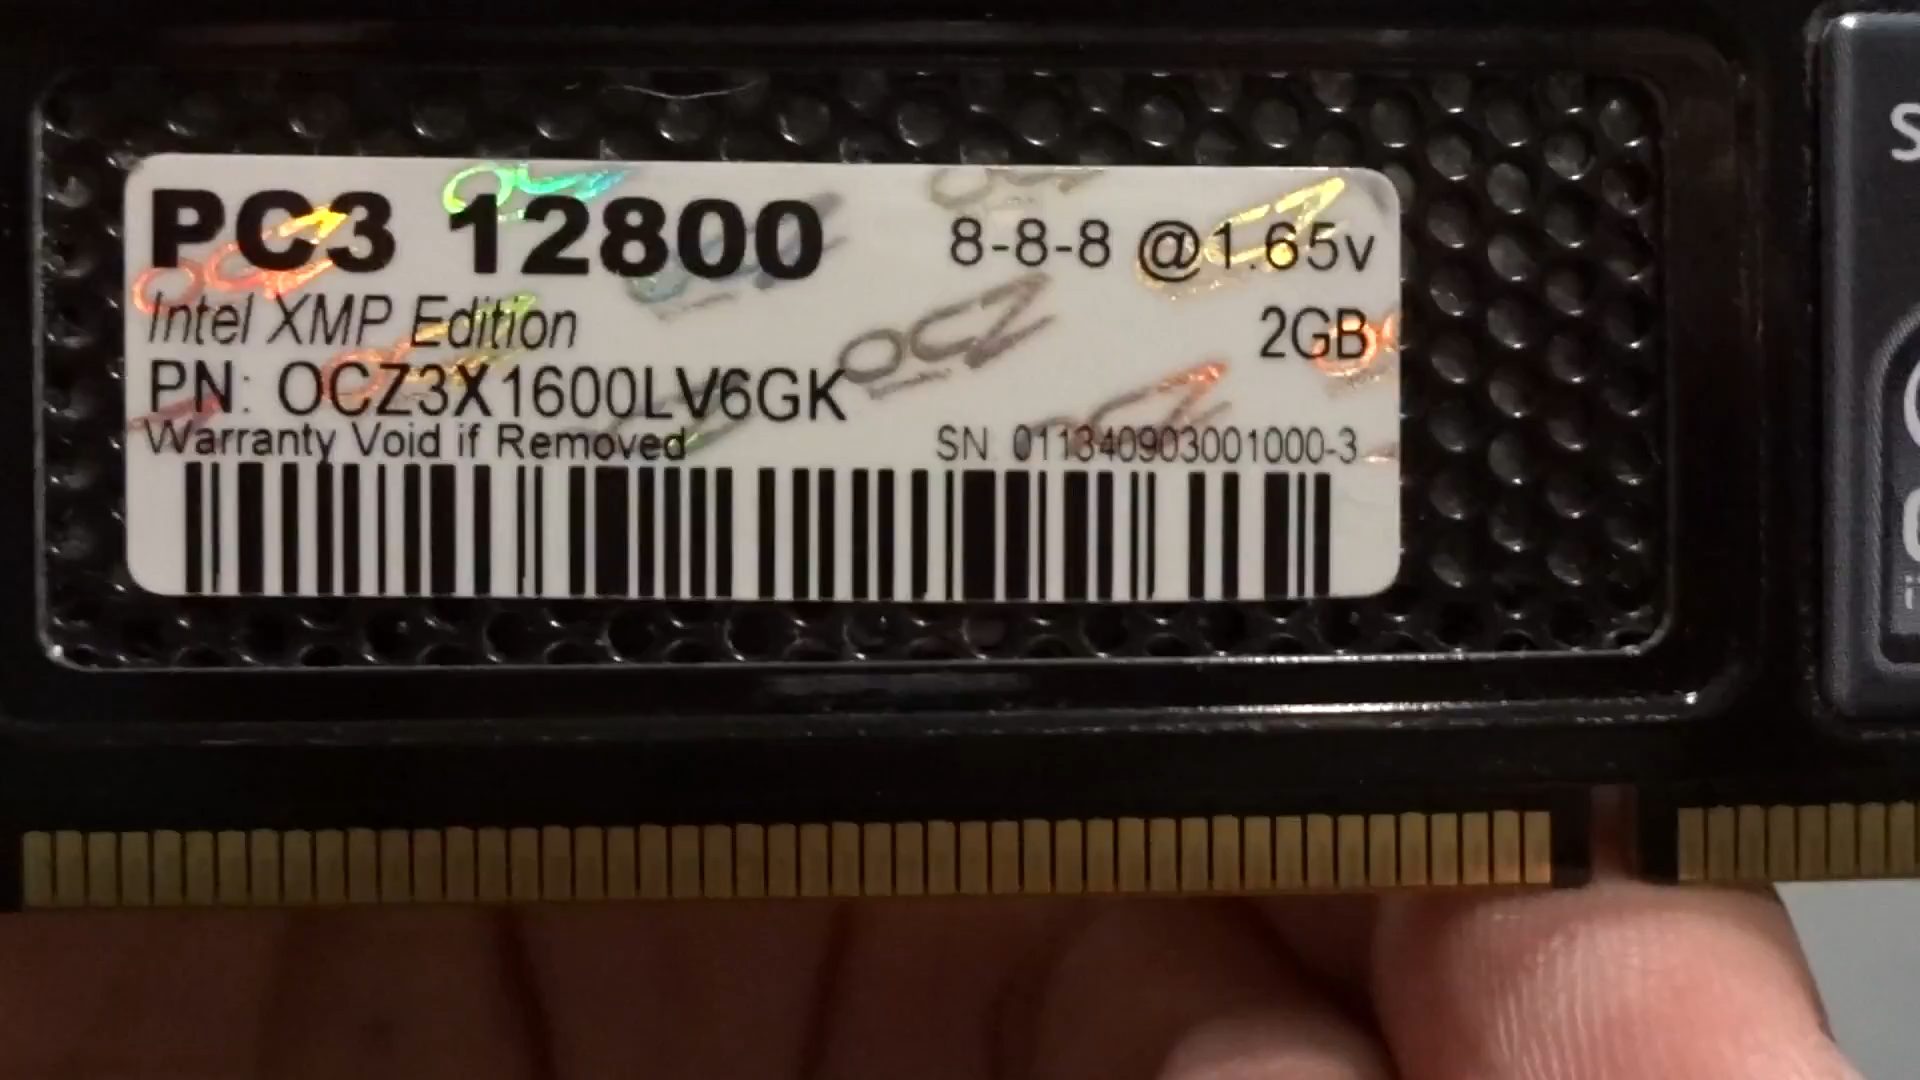 PC3 12800 8-8-8 @1.65v
Intel XMP Edition 2GB
PN: OCZ3X1600LV6GK
Warranty Void if Removed SN 011340903001000-3
OCZ